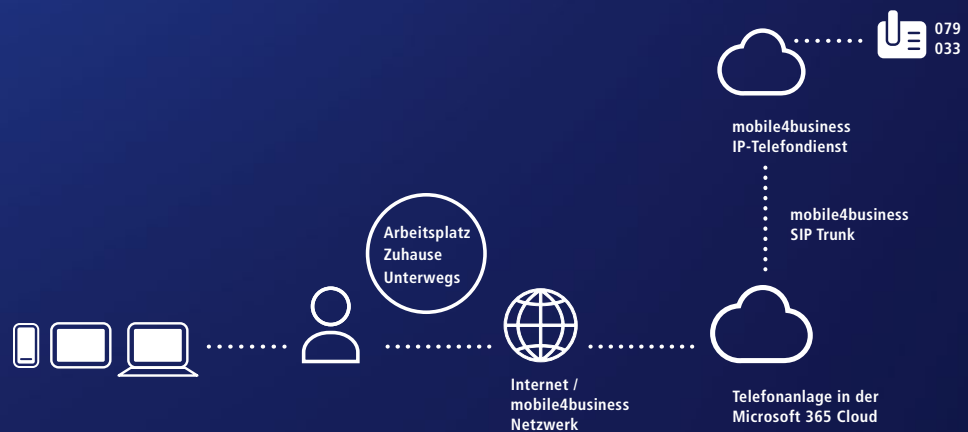 079
033
mobile4business
IP-Telefondienst
mobile4business
SIP Trunk
Arbeitsplatz
Zuhause
Unterwegs
Internet /
mobile4business
Netzwerk
Telefonanlage in der
Microsoft 365 Cloud